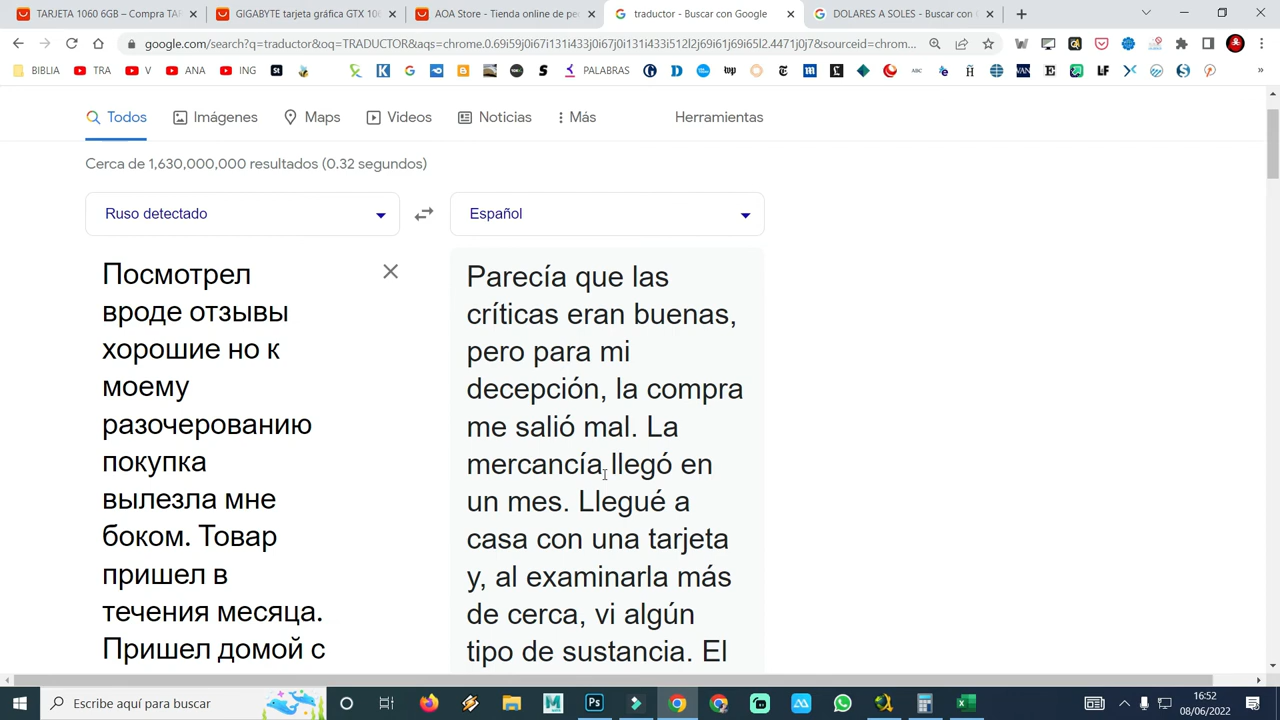 TARJETA 1060 6GB – Compra TAR
GIGABYTE tarjeta gráfica GTX 106
AOA Store - Tienda online de pe
traductor - Buscar con Google
DOLARES A SOLES - Buscar con
google.com/search?q=traductor&oq=TRADUCTOR&aqs=chrome.0.69i59j0i67i131i433j0i67j0i131i433i512l2j69i61j69i65l2.4471j0j7&sourceid=chrom...
BIBLIA
TRA
V
ANA
ING
PALABRAS
Todos
Imágenes
Maps
Videos
Noticias
Más
Herramientas
Cerca de 1,630,000,000 resultados (0.32 segundos)
Ruso detectado
Español
Посмотрел
вроде отзывы
хорошие но к
моему
разочерованию
покупка
вылезла мне
боком. Товар
пришел в
течения месяца.
Пришел домой с
Parecía que las
críticas eran buenas,
pero para mi
decepción, la compra
me salió mal. La
mercancía llegó en
un mes. Llegué a
casa con una tarjeta
y, al examinarla más
de cerca, vi algún
tipo de sustancia. El
Escribe aquí para buscar
16:52
08/06/2022